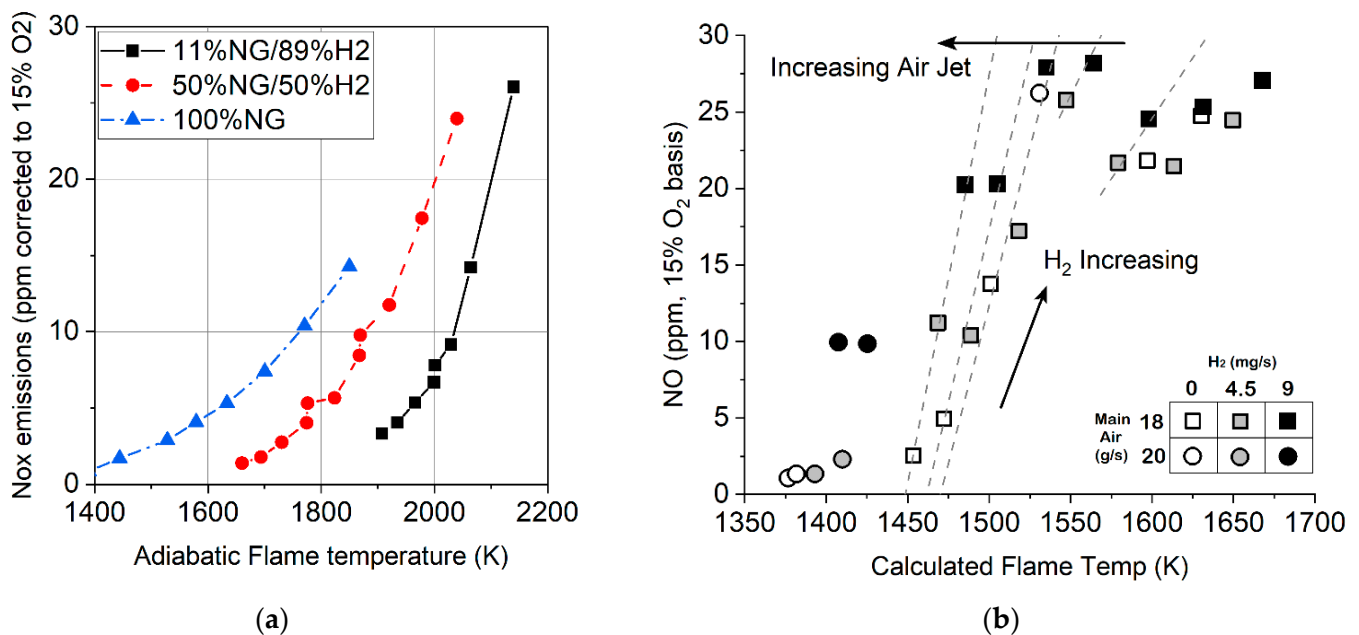 Nox emissions (ppm corrected to 15% O2)
30
20
10
0
11%NG/89%H2
50%NG/50%H2
100%NG
1400 1600 1800 2000 2200
Adiabatic Flame temperature (K)
(a)
NO (ppm, 15% O2 basis)
30
25
20
15
10
5
0
Increasing Air Jet
H2 Increasing
H2 (mg/s)
0 4.5 9
Main 18
Air
(g/s) 20
1350 1400 1450 1500 1550 1600 1650 1700
Calculated Flame Temp (K)
(b)